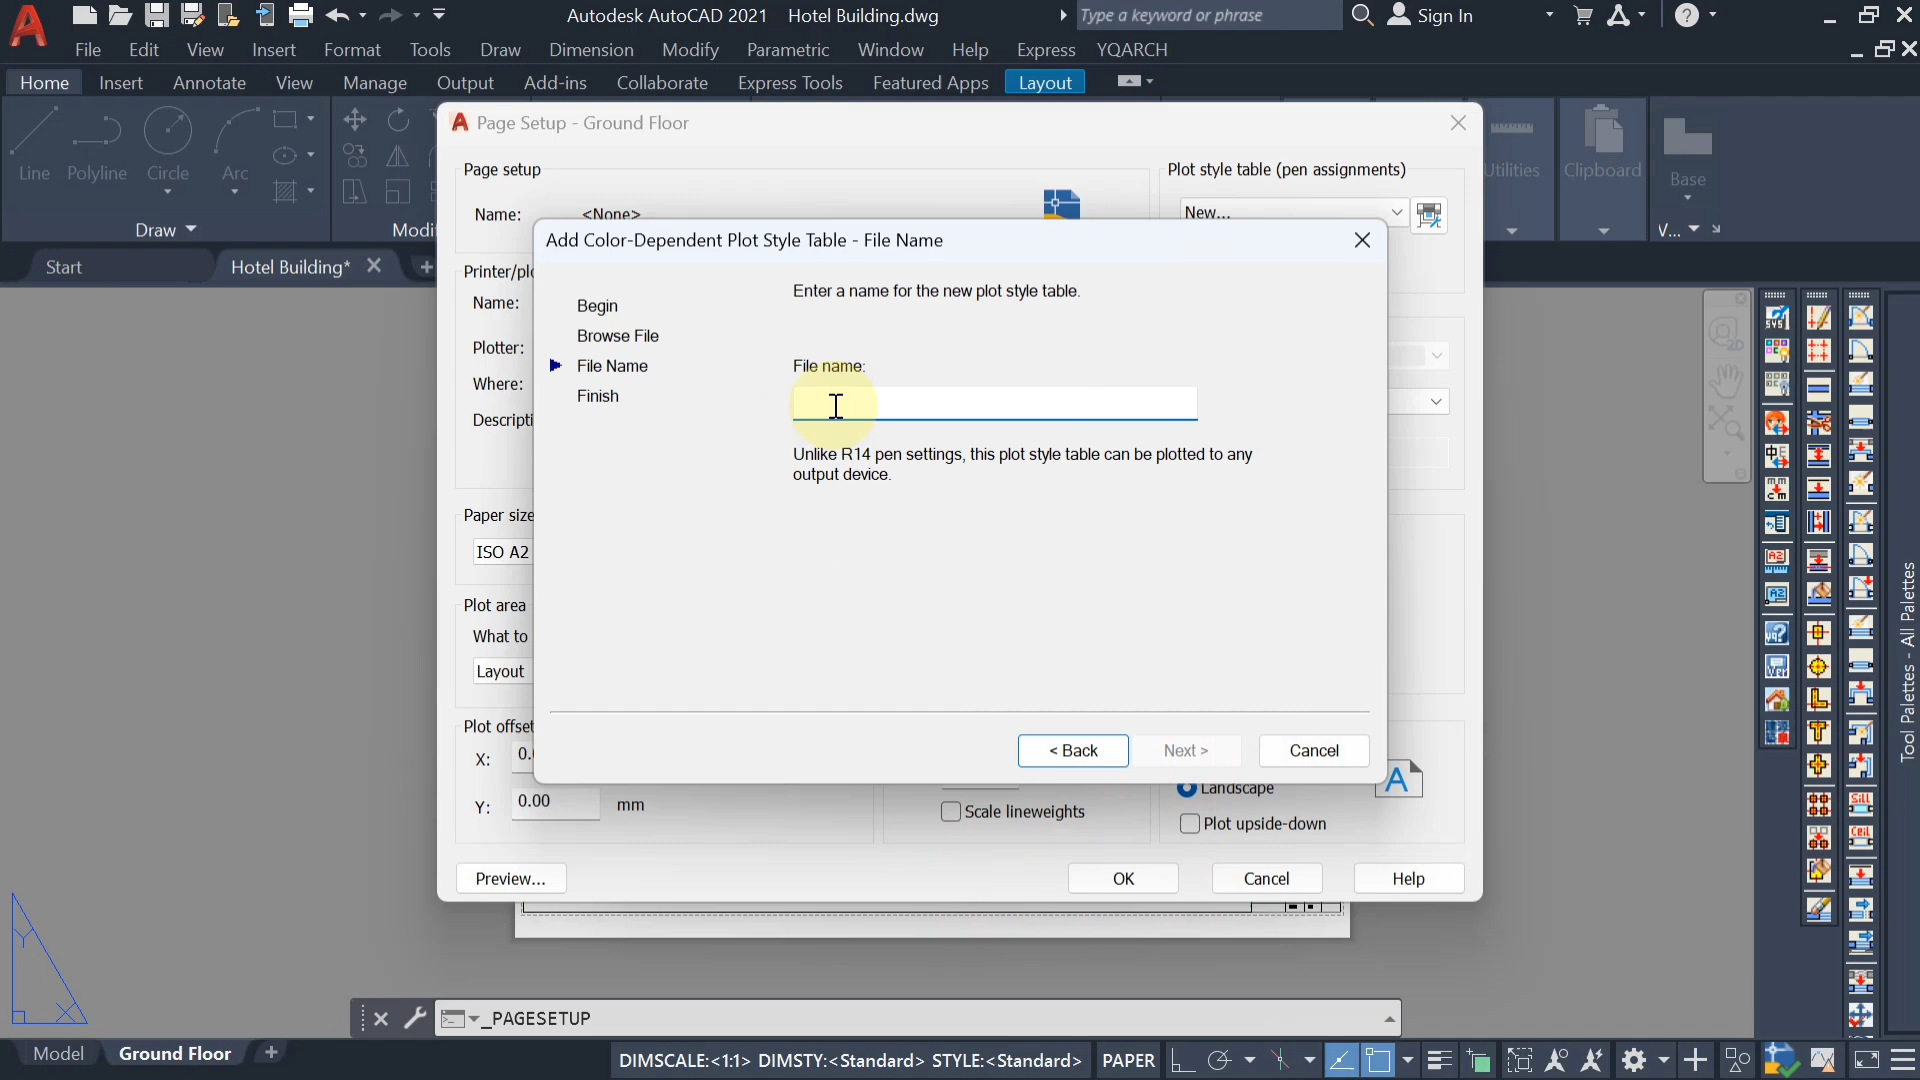 Autodesk AutoCAD 2021 Hotel Building.dwg
Type a keyword or phrase
Sign In
File Edit View Insert Format Tools Draw Dimension Modify Parametric Window Help Express YQARCH
Home Insert Annotate View Manage Output Add-ins Collaborate Express Tools Featured Apps Layout
Line Polyline Circle Arc
Utilities Clipboard Base
Draw
V...
Start
Hotel Building*
Page Setup - Ground Floor
Page setup
Name: <None>
Plot style table (pen assignments)
New...
Add Color-Dependent Plot Style Table - File Name
Name:
Plotter:
Where:
Begin
Browse File
File Name
Finish
Enter a name for the new plot style table.
File name:
Unlike R14 pen settings, this plot style table can be plotted to any
output device.
< Back Next > Cancel
Paper size
ISO A2
Plot area
What to
Layout
Plot offset
X:
Y: 0.00 mm
Scale lineweights
Landscape
Plot upside-down
Preview... OK Cancel Help
_PAGESETUP
Model Ground Floor
DIMSCALE:<1:1> DIMSTY:<Standard> STYLE:<Standard> PAPER
Tool Palettes - All Palettes